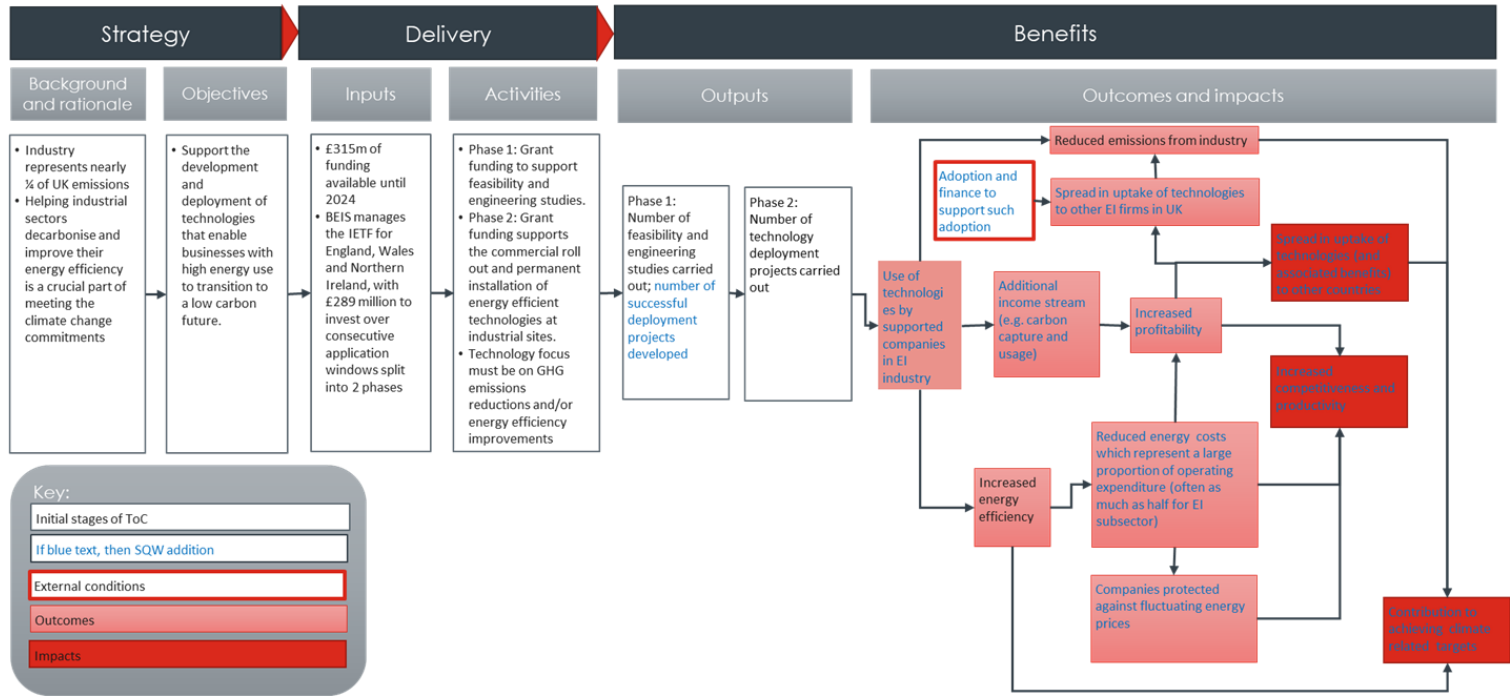 Strategy
Delivery
Benefits
Background
and rationale
Objectives
Inputs
Activities
Outputs
Outcomes and impacts
• Industry
represents nearly
¼ of UK emissions
• Helping industrial
sectors
decarbonise and
improve their
energy efficiency
is a crucial part of
meeting the
climate change
commitments
• Support the
development
and
deployment of
technologies
that enable
businesses with
high energy use
to transition to
a low carbon
future.
• £315m of
funding
available until
2024
• BEIS manages
the IETF for
England, Wales
and Northern
Ireland, with
£289 million to
invest over
consecutive
application
windows split
into 2 phases
• Phase 1: Grant
funding to support
feasibility and
engineering studies.
• Phase 2: Grant
funding supports
the commercial roll
out and permanent
installation of
energy efficient
technologies at
industrial sites.
• Technology focus
must be on GHG
emissions
reductions and/or
energy efficiency
improvements
Phase 1:
Number of
feasibility and
engineering
studies carried
out; number of
successful
deployment
projects
developed
Phase 2:
Number of
technology
deployment
projects carried
out
Use of
technologi
es by
supported
companies
in EI
industry
Reduced emissions from industry
Adoption and
finance to
support such
adoption
Spread in uptake of technologies
to other EI firms in UK
Spread in uptake of
technologies (and
associated benefits)
to other countries
Additional
income stream
(e.g. carbon
capture and
usage)
Increased
profitability
Increased
competitiveness and
productivity
Increased
energy
efficiency
Reduced energy costs
which represent a large
proportion of operating
expenditure (often as
much as half for EI
subsector)
Companies protected
against fluctuating energy
prices
Contribution to
achieving climate
related targets
Key:
Initial stages of ToC
If blue text, then SQW addition
External conditions
Outcomes
Impacts